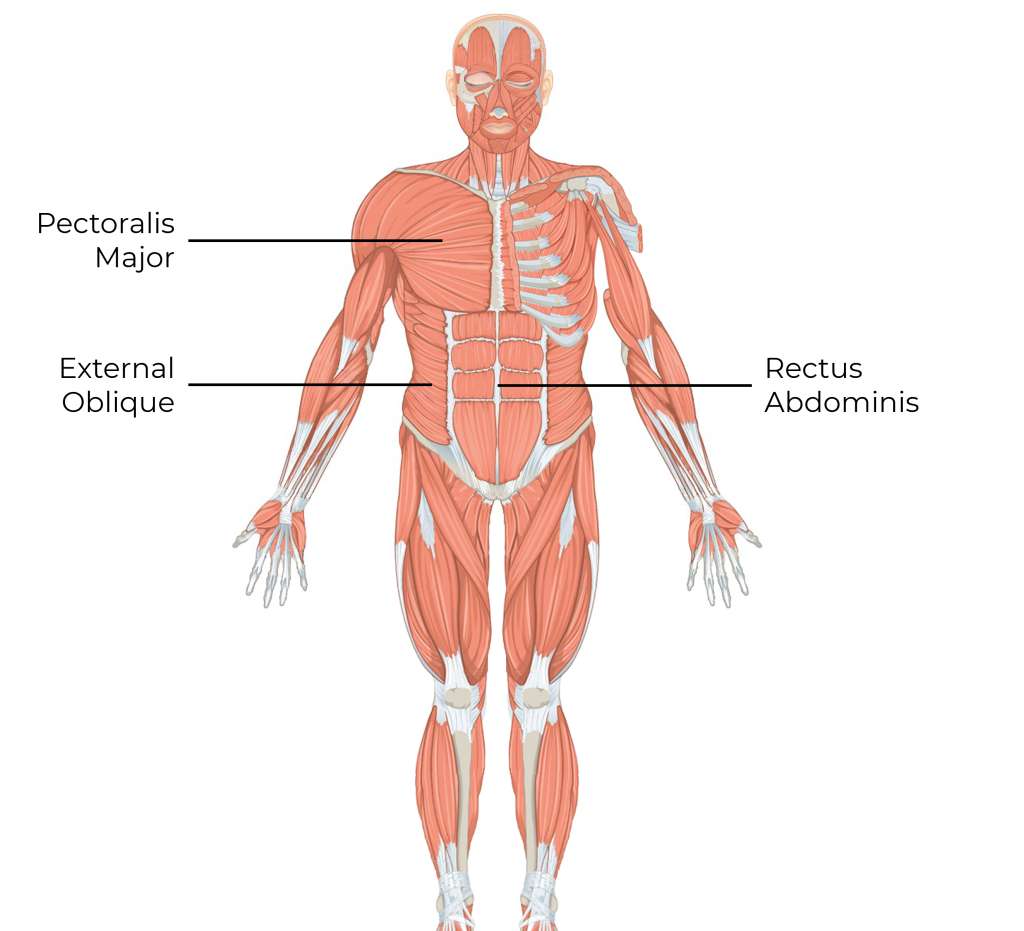 Pectoralis
Major
External
Oblique
Rectus
Abdominis